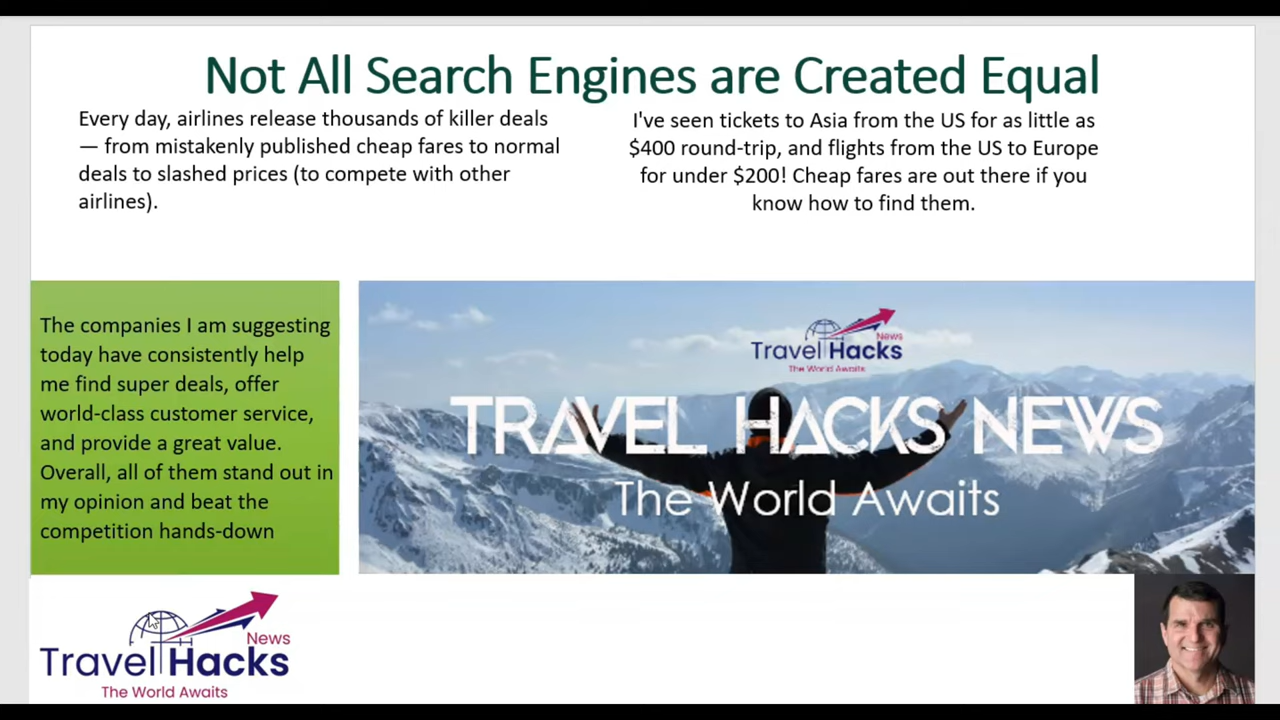 Not All Search Engines are Created Equal
Every day, airlines release thousands of killer deals
— from mistakenly published cheap fares to normal
deals to slashed prices (to compete with other
airlines).
I've seen tickets to Asia from the US for as little as
$400 round-trip, and flights from the US to Europe
for under $200! Cheap fares are out there if you
know how to find them.
The companies I am suggesting
today have consistently help
me find super deals, offer
world-class customer service,
and provide a great value.
Overall, all of them stand out in
my opinion and beat the
competition hands-down
News
Travel Hacks
The World Awaits
TRAVEL HACKS NEWS
The World Awaits
News
Travel Hacks
The World Awaits